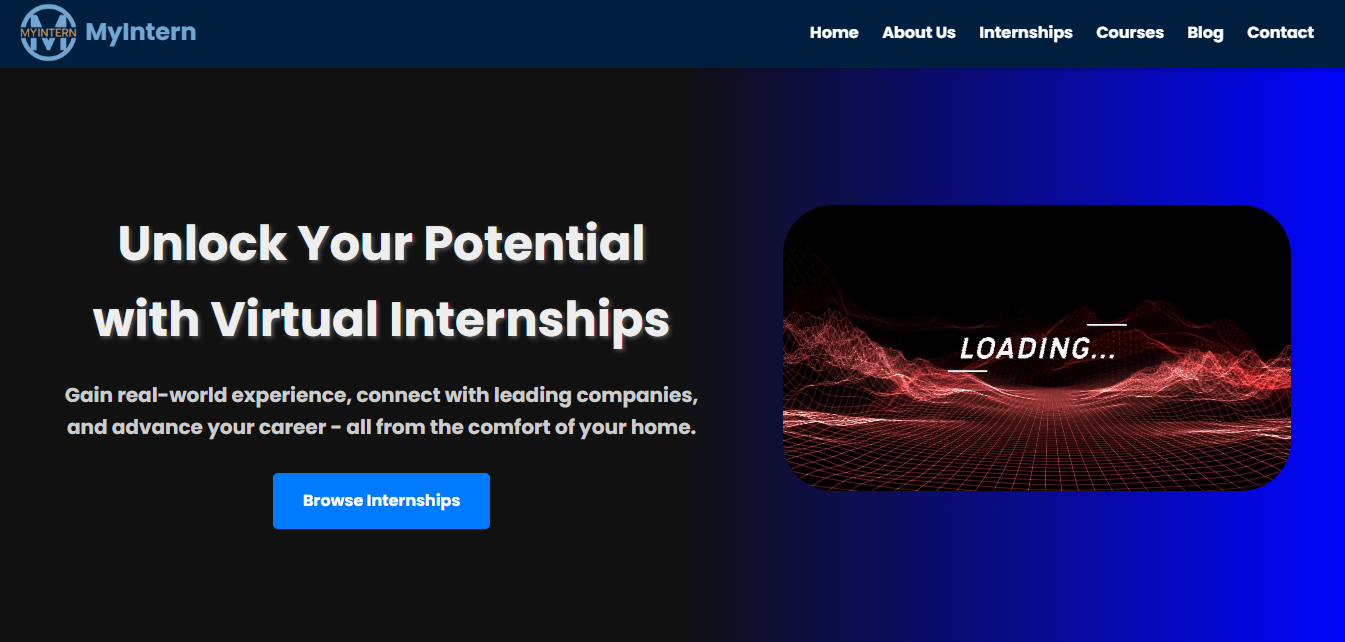 MYINTERN
MyIntern
Home About Us Internships Courses Blog Contact
Unlock Your Potential
with Virtual Internships
Gain real-world experience, connect with leading companies,
and advance your career - all from the comfort of your home.
Browse Internships
LOADING...